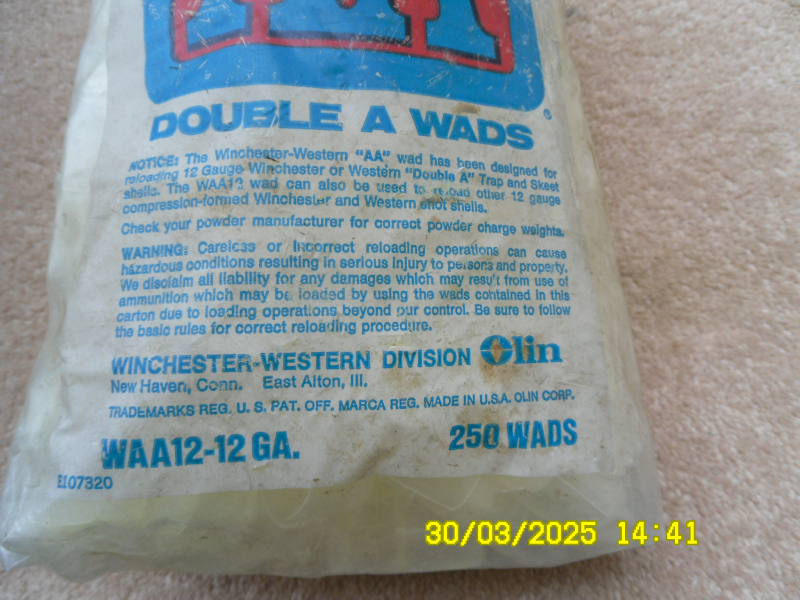 DOUBLE A WADS®
NOTICE: The Winchester-Western "AA" wad has been designed for
reloading 12 Gauge Winchester or Western "Double A" Trap and Skeet
shells. The WAA12 wad can also be used to reload other 12 gauge
compression-formed Winchester and Western shot shells.
Check your powder manufacturer for correct powder charge weights.
WARNING: Careless or incorrect reloading operations can cause
hazardous conditions resulting in serious injury to persons and property.
We disclaim all liability for any damages which may result from use of
ammunition which may be loaded by using the wads contained in this
carton due to loading operations beyond our control. Be sure to follow
the basic rules for correct reloading procedure.
WINCHESTER-WESTERN DIVISION Olin
New Haven, Conn. East Alton, Ill.
TRADEMARKS REG. U. S. PAT. OFF. MARCA REG. MADE IN U.S.A. OLIN CORP.
WAA12-12 GA. 250 WADS
E107320
30/03/2025 14:41